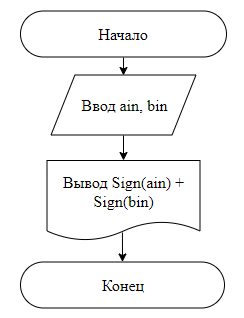 Начало
Ввод ain, bin
Вывод Sign(ain) +
Sign(bin)
Конец